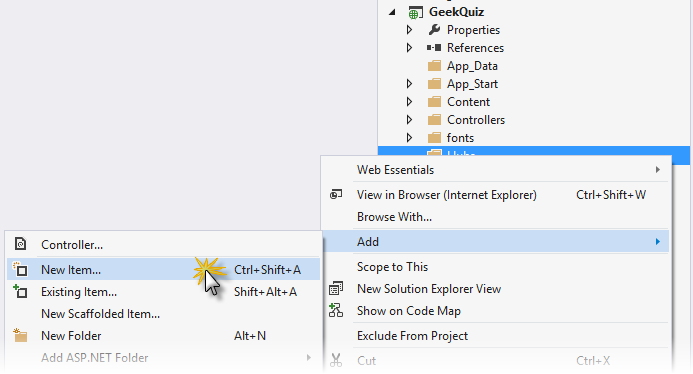 GeekQuiz
Properties
References
App_Data
App_Start
Content
Controllers
fonts
Web Essentials
View in Browser (Internet Explorer) Ctrl+Shift+W
Browse With...
Add
Scope to This
New Solution Explorer View
Show on Code Map
Exclude From Project
Cut Ctrl+X
Controller...
New Item... Ctrl+Shift+A
Existing Item... Shift+Alt+A
New Scaffolded Item...
New Folder Alt+N
Add ASP.NET Folder